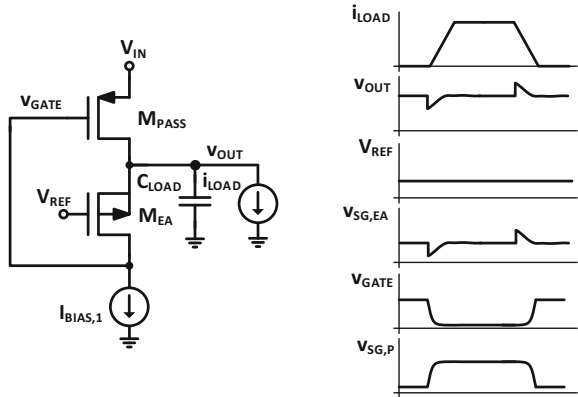 V_IN
v_GATE
M_PASS
v_OUT
C_LOAD
i_LOAD
V_REF
M_EA
I_BIAS,1
i_LOAD
v_OUT
V_REF
v_SG,EA
v_GATE
v_SG,P